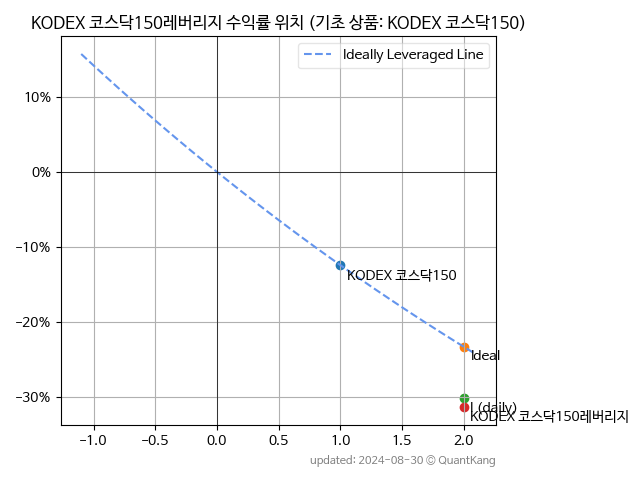 KODEX 코스닥150레버리지 수익률 위치 (기초 상품: KODEX 코스닥150)
Ideally Leveraged Line
10%
0%
−10%
−20%
−30%
KODEX 코스닥150
Ideal
(daily)
KODEX 코스닥150레버리지
−1.0
−0.5
0.0
0.5
1.0
1.5
2.0
updated: 2024-08-30 © QuantKang